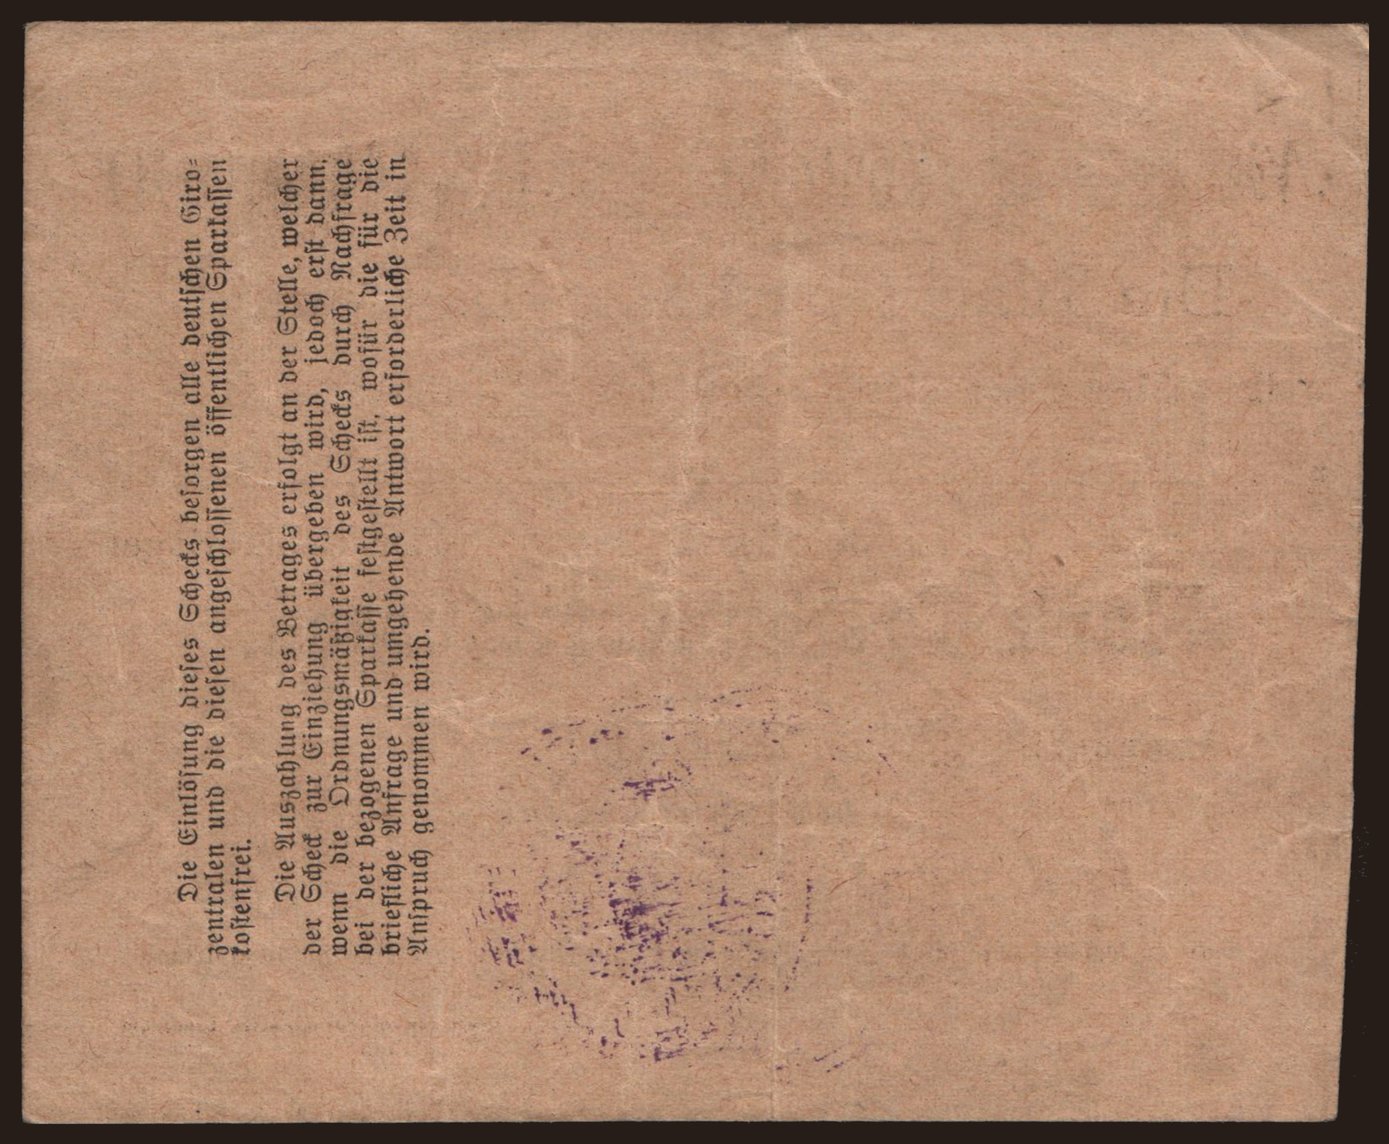 Die Einlösung dieses Schecks besorgen alle deutschen Giro=
zentralen und die diesen angeschlossenen öffentlichen Sparkassen
kostenfrei.
Die Auszahlung des Betrages erfolgt an der Stelle, welcher
der Scheck zur Einziehung übergeben wird, jedoch erst dann,
wenn die Ordnungsmäßigkeit des Schecks durch Nachfrage
bei der bezogenen Sparkasse festgestellt ist, wofür die für die
briefliche Anfrage und umgehende Antwort erforderliche Zeit in
Anspruch genommen wird.